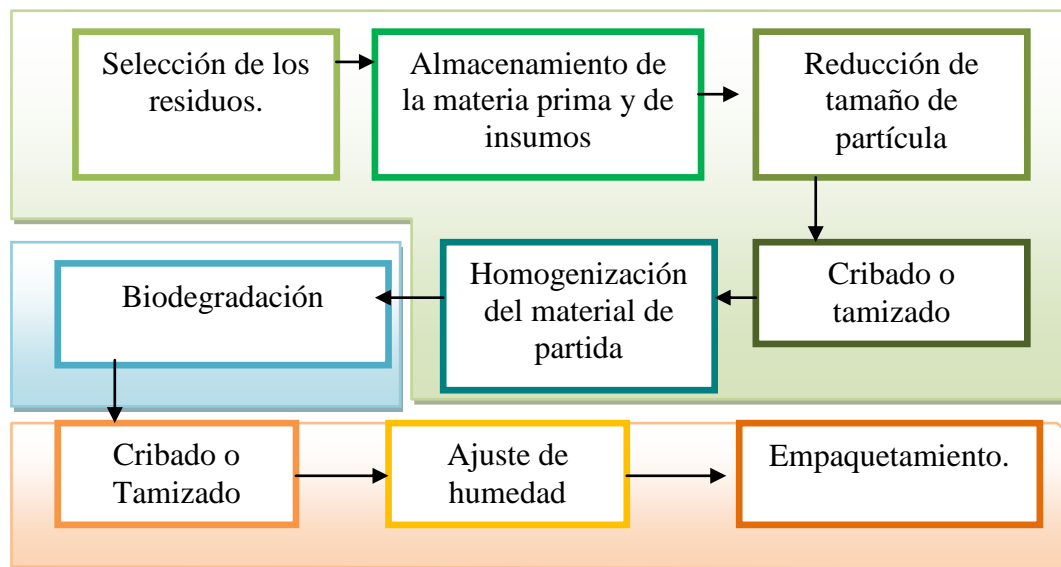 Selección de los
residuos.
Almacenamiento de
la materia prima y de
insumos
Reducción de
tamaño de
partícula
Cribado o
tamizado
Homogenización
del material de
partida
Biodegradación
Cribado o
Tamizado
Ajuste de
humedad
Empaquetamiento.